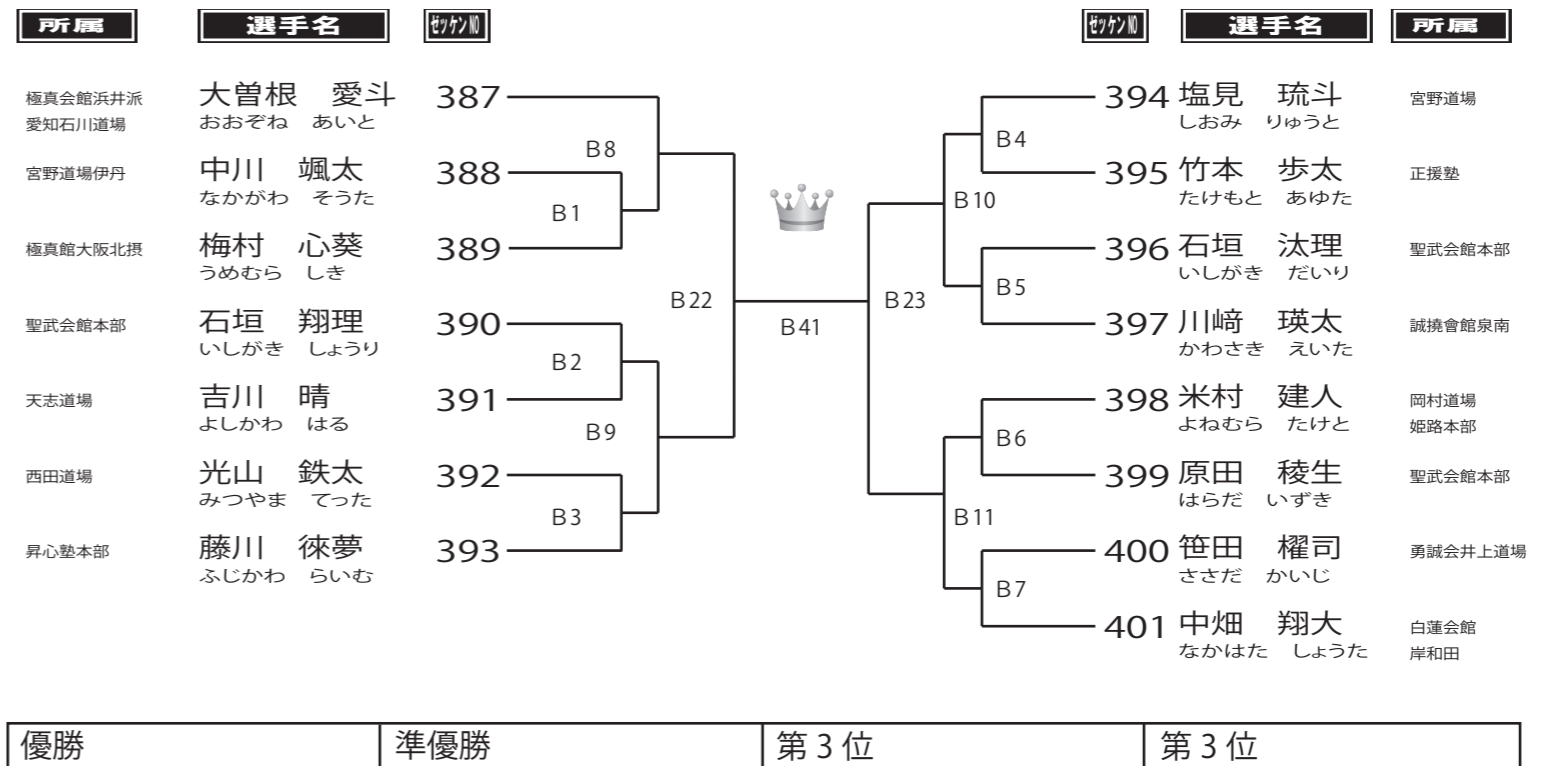 所属 選手名 ゼッケンNO ゼッケンNO 選手名 所属
極真会館浜井派 大曽根 愛斗 387
愛知石川道場 おおぞね あいと
B8
宮野道場伊丹 中川 颯太 388
なかがわ そうた
B1
極真館大阪北摂 梅村 心葵 389
うめむら しき
B22
聖武会館本部 石垣 翔理 390
いしがき しょうり
B2
天志道場 吉川 晴 391
よしかわ はる
B9
西田道場 光山 鉄太 392
みつやま てった
B3
昇心塾本部 藤川 徠夢 393
ふじかわ らいむ
B41
394 塩見 琉斗 宮野道場
しおみ りゅうと
B4
395 竹本 歩太 正援塾
たけもと あゆた
B10
396 石垣 汰理 聖武会館本部
いしがき だいり
B5
B23
397 川﨑 瑛太 誠撓會館泉南
かわさき えいた
398 米村 建人 岡村道場
よねむら たけと 姫路本部
B6
399 原田 稜生 聖武会館本部
はらだ いずき
B11
400 笹田 櫂司 勇誠会井上道場
ささだ かいじ
B7
401 中畑 翔大 白蓮会館
なかはた しょうた 岸和田
優勝 準優勝 第3位 第3位